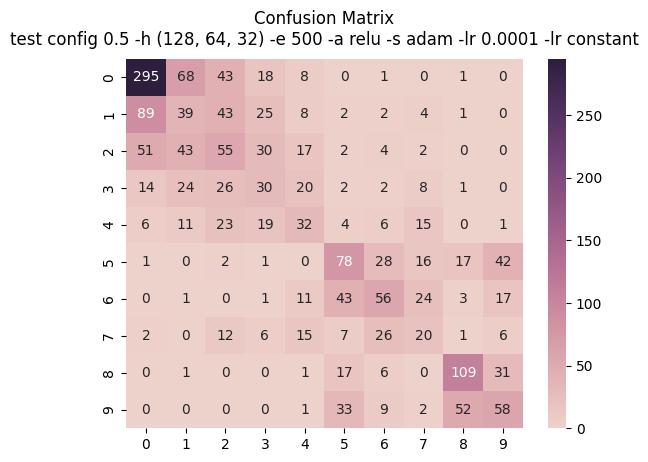 Confusion Matrix
test config 0.5 -h (128, 64, 32) -e 500 -a relu -s adam -lr 0.0001 -lr constant
0 295 68 43 18 8 0 1 0 1 0
1 89 39 43 25 8 2 2 4 1 0
2 51 43 55 30 17 2 4 2 0 0
3 14 24 26 30 20 2 2 8 1 0
4 6 11 23 19 32 4 6 15 0 1
5 1 0 2 1 0 78 28 16 17 42
6 0 1 0 1 11 43 56 24 3 17
7 2 0 12 6 15 7 26 20 1 6
8 0 1 0 0 1 17 6 0 109 31
9 0 0 0 0 1 33 9 2 52 58
0 1 2 3 4 5 6 7 8 9
250
200
150
100
50
0